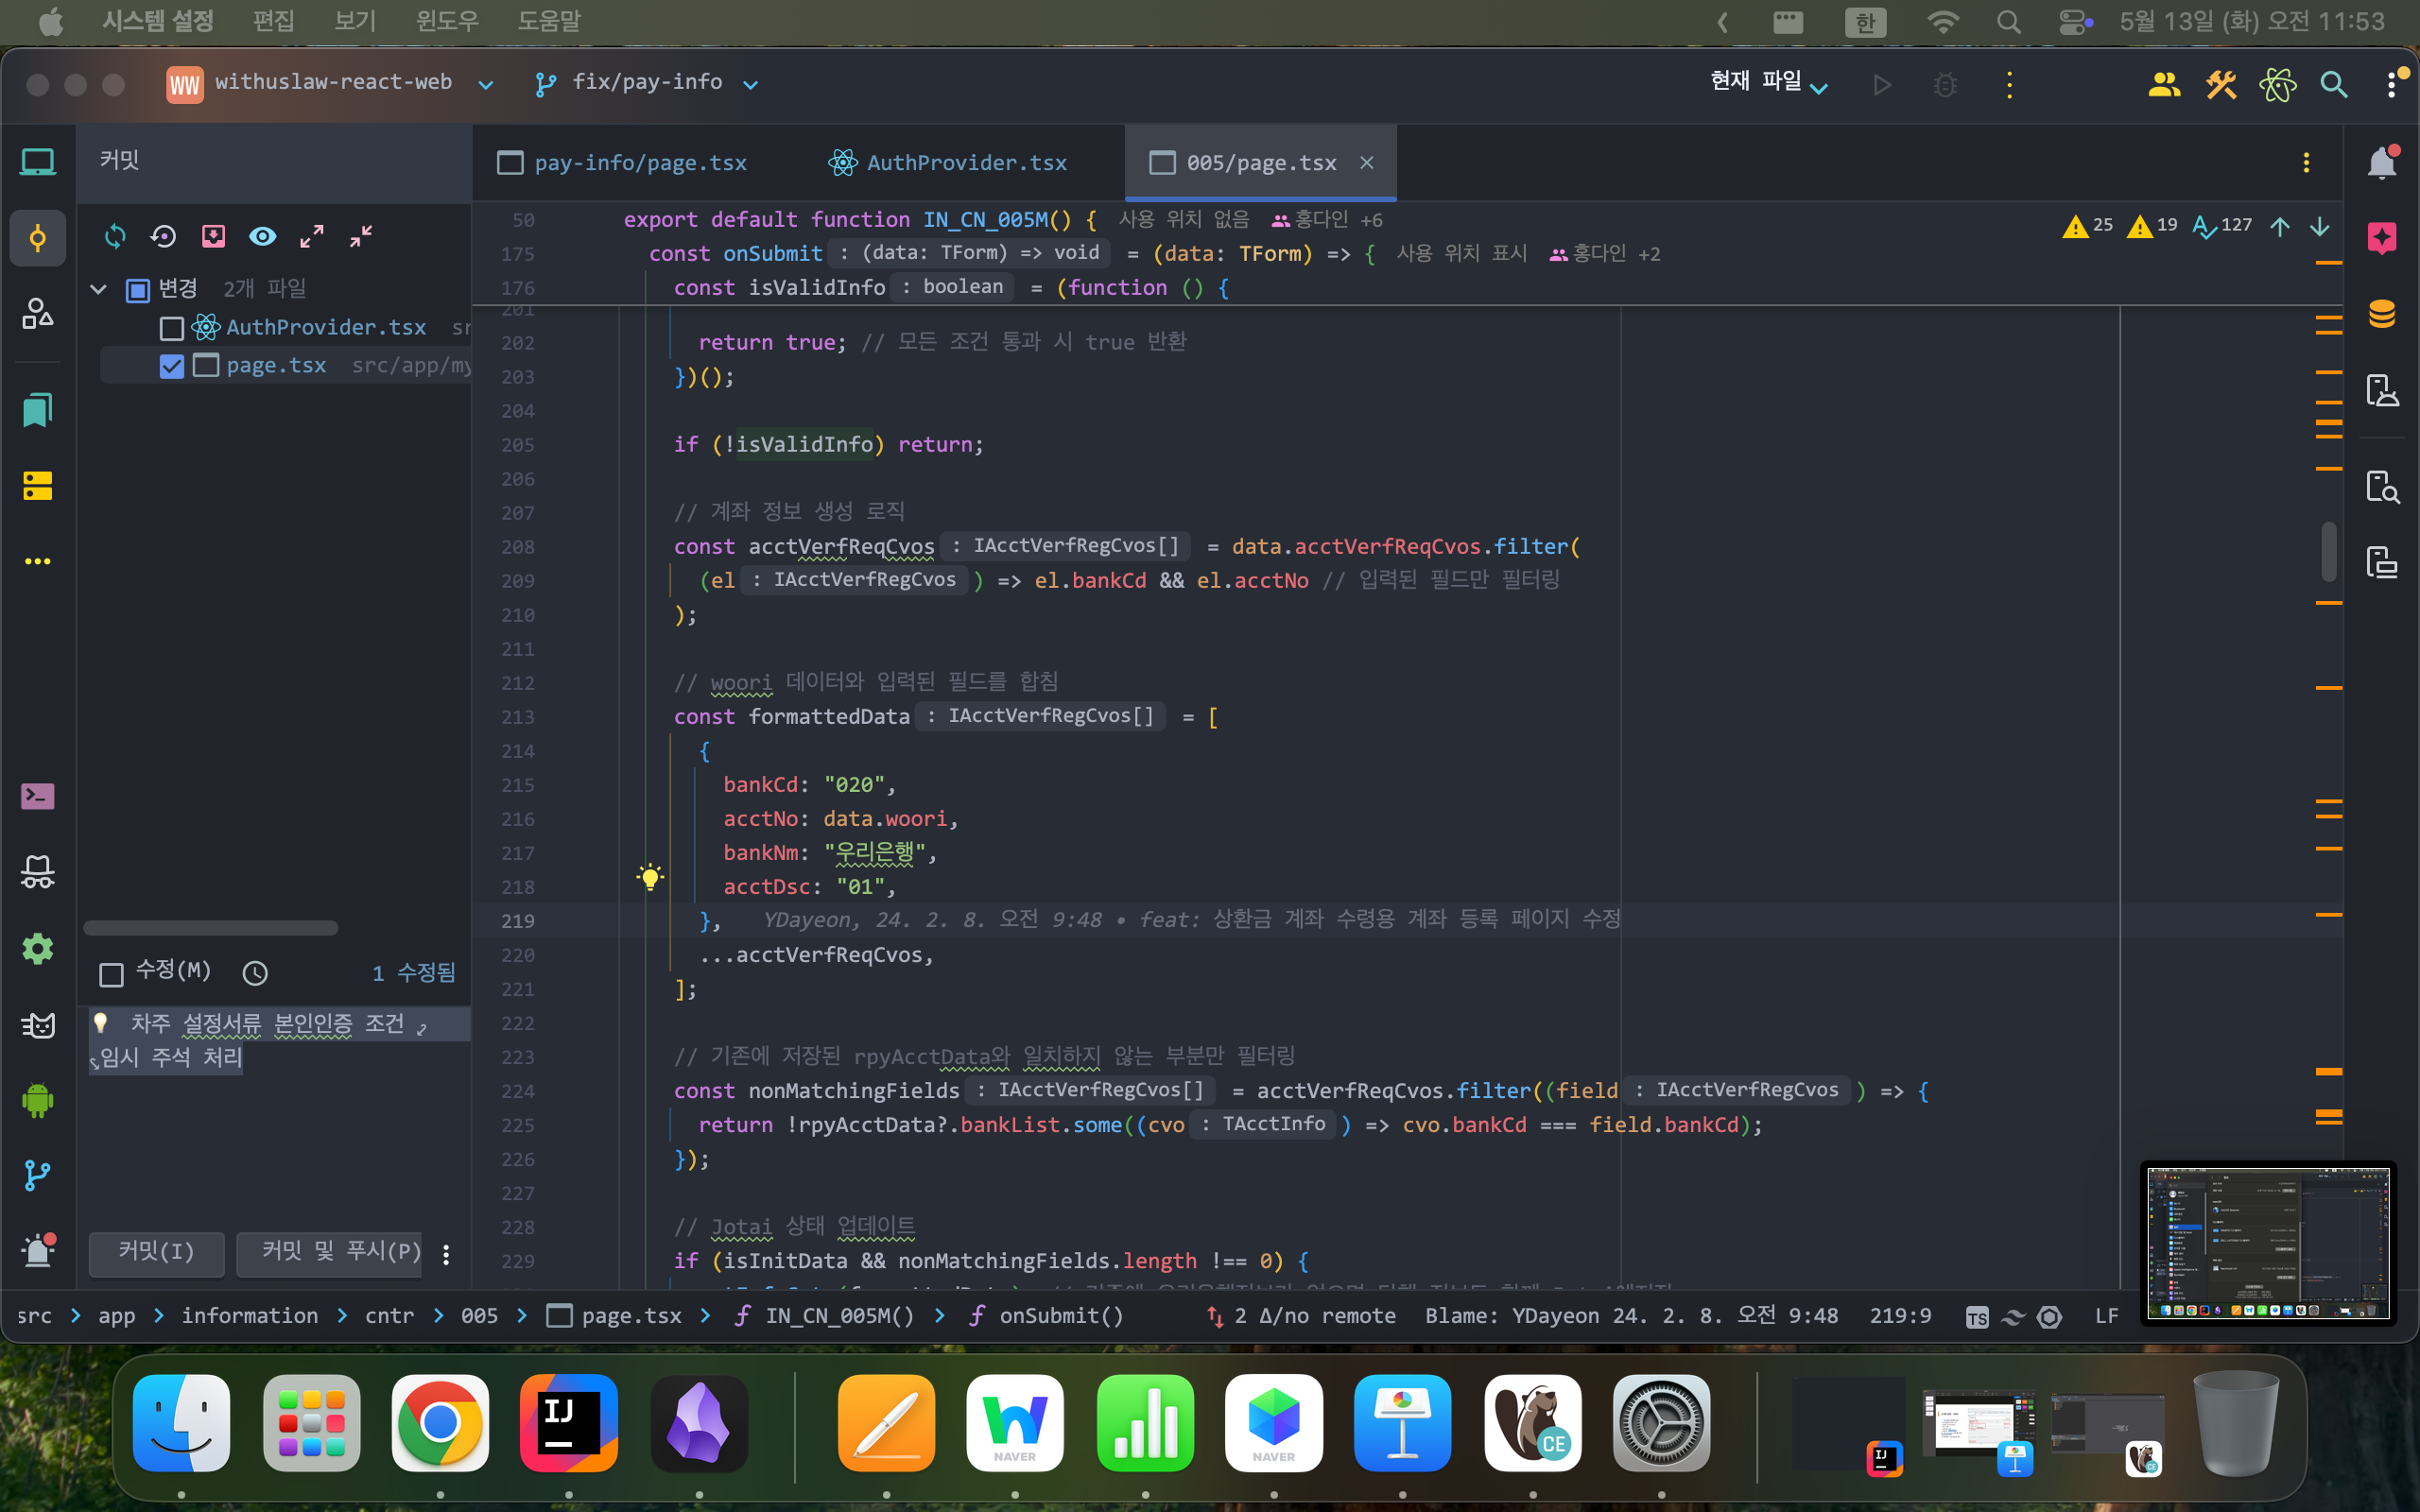 시스템 설정 편집 보기 윈도우 도움말 한 5월 13일 (화) 오전 11:53
WW withuslaw-react-web fix/pay-info 현재 파일
커밋 pay-info/page.tsx AuthProvider.tsx 005/page.tsx
변경 2개 파일
AuthProvider.tsx
page.tsx src/app/my
50 export default function IN_CN_005M() { 사용 위치 없음 홍다인 +6
25 19 127
175 const onSubmit : (data: TForm) => void = (data: TForm) => { 사용 위치 표시 홍다인 +2
176 const isValidInfo : boolean = (function () {
201
202 return true; // 모든 조건 통과 시 true 반환
203 })();
204
205 if (!isValidInfo) return;
206
207 // 계좌 정보 생성 로직
208 const acctVerfReqCvos : IAcctVerfRegCvos[] = data.acctVerfReqCvos.filter(
209 (el : IAcctVerfRegCvos ) => el.bankCd && el.acctNo // 입력된 필드만 필터링
210 );
211
212 // woori 데이터와 입력된 필드를 합침
213 const formattedData : IAcctVerfRegCvos[] = [
214 {
215 bankCd: "020",
216 acctNo: data.woori,
217 bankNm: "우리은행",
218 acctDsc: "01",
219 }, YDayeon, 24. 2. 8. 오전 9:48 • feat: 상환금 계좌 수령용 계좌 등록 페이지 수정
220 ...acctVerfReqCvos,
221 ];
222
223 // 기존에 저장된 rpyAcctData와 일치하지 않는 부분만 필터링
224 const nonMatchingFields : IAcctVerfRegCvos[] = acctVerfReqCvos.filter((field : IAcctVerfRegCvos ) => {
225 return !rpyAcctData?.bankList.some((cvo : TAcctInfo ) => cvo.bankCd === field.bankCd);
226 });
227
228 // Jotai 상태 업데이트
229 if (isInitData && nonMatchingFields.length !== 0) {
수정(M) 1 수정됨
차주 설정서류 본인인증 조건
임시 주석 처리
커밋(I) 커밋 및 푸시(P)
src > app > information > cntr > 005 > page.tsx > IN_CN_005M() > onSubmit() 2 Δ/no remote Blame: YDayeon 24. 2. 8. 오전 9:48 219:9 TS LF
IJ NAVER NAVER CE